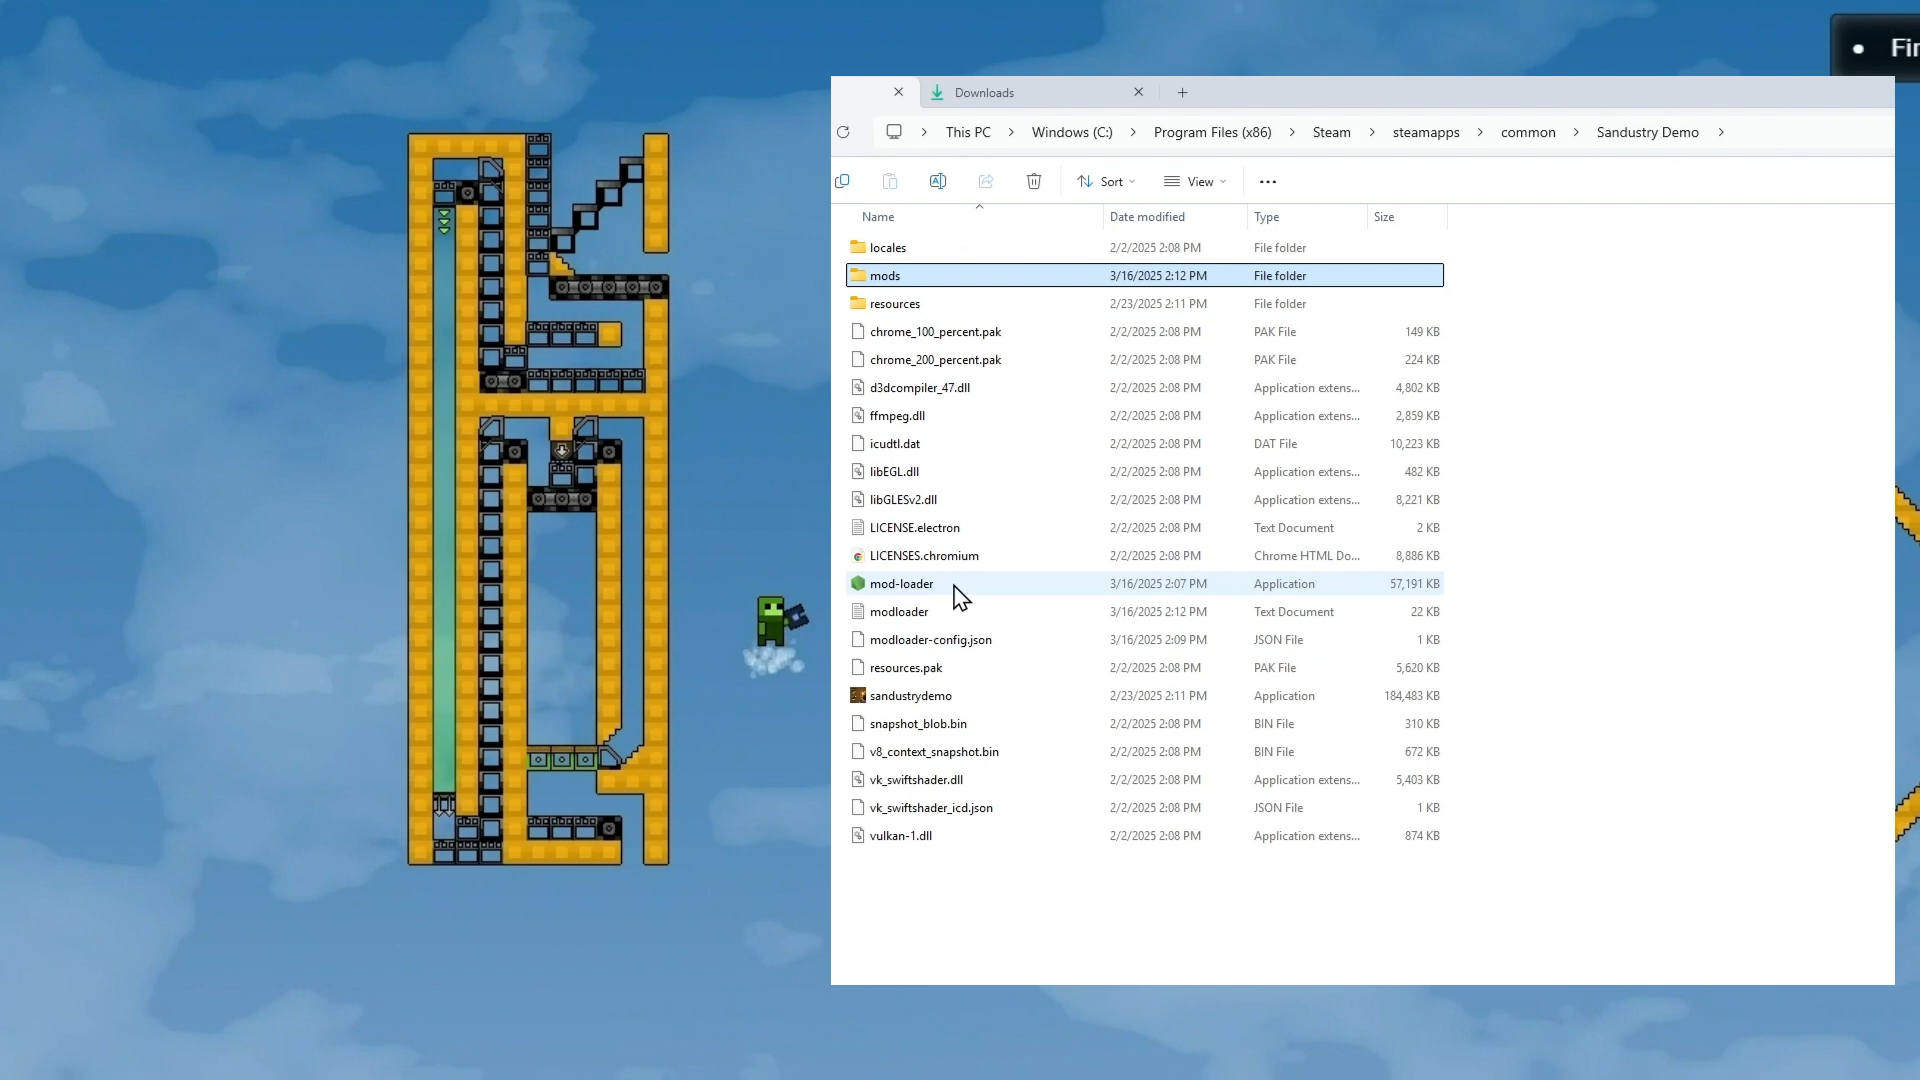 Fir
Downloads
This PC > Windows (C:) > Program Files (x86) > Steam > steamapps > common > Sandustry Demo >
Sort View
Name Date modified Type Size
locales 2/2/2025 2:08 PM File folder
mods 3/16/2025 2:12 PM File folder
resources 2/23/2025 2:11 PM File folder
chrome_100_percent.pak 2/2/2025 2:08 PM PAK File 149 KB
chrome_200_percent.pak 2/2/2025 2:08 PM PAK File 224 KB
d3dcompiler_47.dll 2/2/2025 2:08 PM Application extens... 4,802 KB
ffmpeg.dll 2/2/2025 2:08 PM Application extens... 2,859 KB
icudtl.dat 2/2/2025 2:08 PM DAT File 10,223 KB
libEGL.dll 2/2/2025 2:08 PM Application extens... 482 KB
libGLESv2.dll 2/2/2025 2:08 PM Application extens... 8,221 KB
LICENSE.electron 2/2/2025 2:08 PM Text Document 2 KB
LICENSES.chromium 2/2/2025 2:08 PM Chrome HTML Do... 8,886 KB
mod-loader 3/16/2025 2:07 PM Application 57,191 KB
modloader 3/16/2025 2:12 PM Text Document 22 KB
modloader-config.json 3/16/2025 2:09 PM JSON File 1 KB
resources.pak 2/2/2025 2:08 PM PAK File 5,620 KB
sandustrydemo 2/23/2025 2:11 PM Application 184,483 KB
snapshot_blob.bin 2/2/2025 2:08 PM BIN File 310 KB
v8_context_snapshot.bin 2/2/2025 2:08 PM BIN File 672 KB
vk_swiftshader.dll 2/2/2025 2:08 PM Application extens... 5,403 KB
vk_swiftshader_icd.json 2/2/2025 2:08 PM JSON File 1 KB
vulkan-1.dll 2/2/2025 2:08 PM Application extens... 874 KB